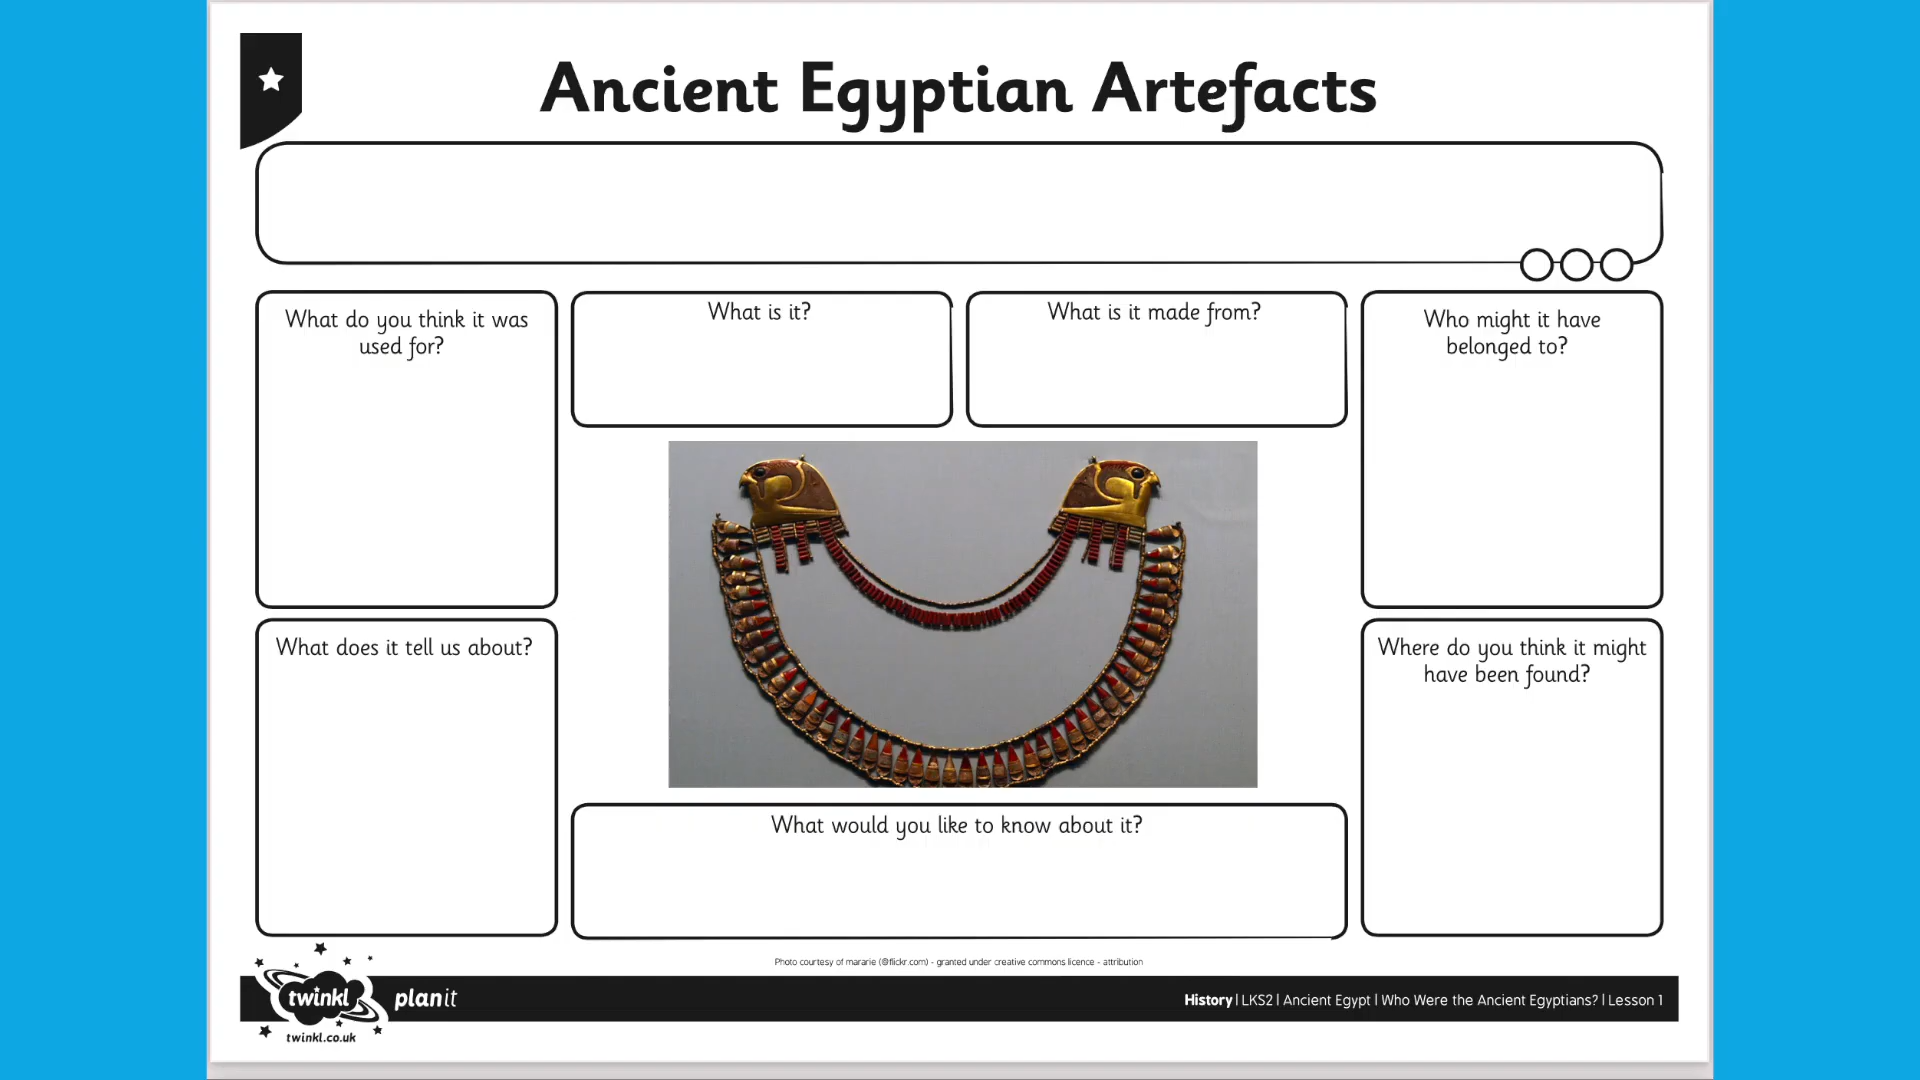 Ancient Egyptian Artefacts
What do you think it was
used for?
What is it?
What is it made from?
Who might it have
belonged to?
What does it tell us about?
Where do you think it might
have been found?
What would you like to know about it?
Photo courtesy of mararie (@flickr.com) - granted under creative commons licence - attribution
twinkl
planit
twinkl.co.uk
History | LKS2 | Ancient Egypt | Who Were the Ancient Egyptians? | Lesson 1